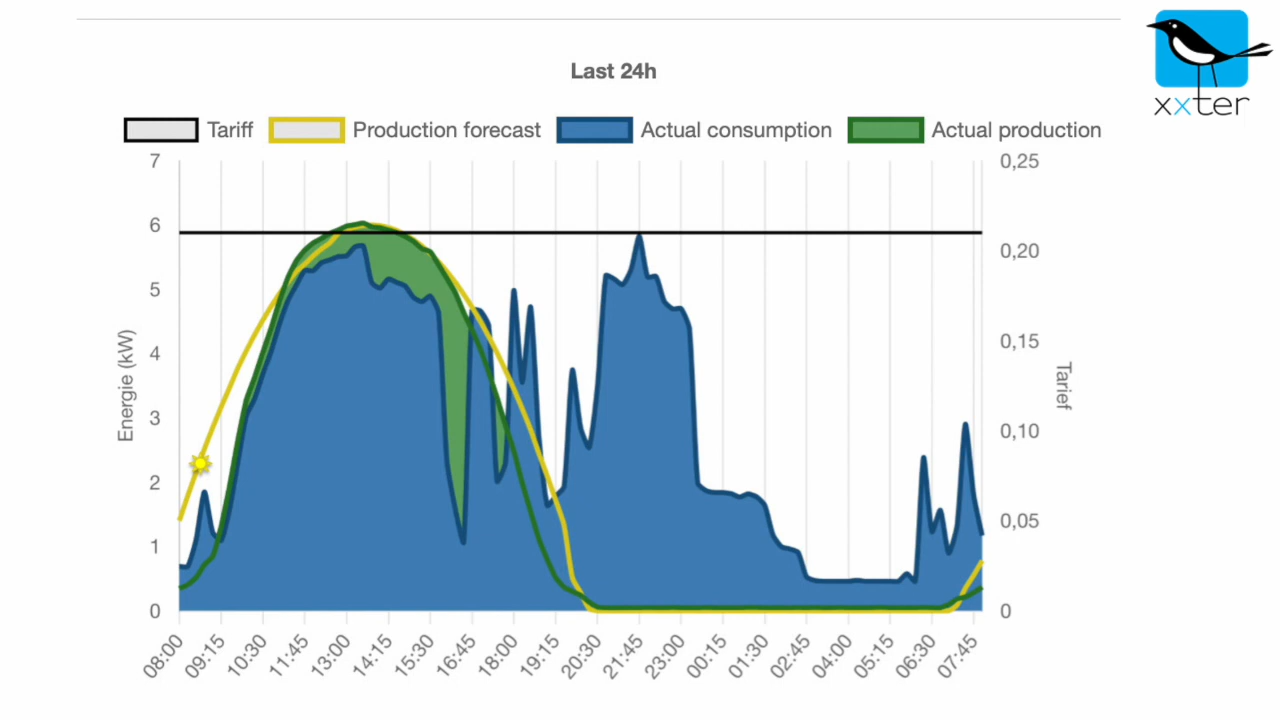 xxter
Last 24h
Tariff Production forecast Actual consumption Actual production
7 0,25
6
0,20
5
0,15
4
3
0,10
2
0,05
1
0 0
Energie (kW)
Tarief
08:00 09:15 10:30 11:45 13:00 14:15 15:30 16:45 18:00 19:15 20:30 21:45 23:00 00:15 01:30 02:45 04:00 05:15 06:30 07:45